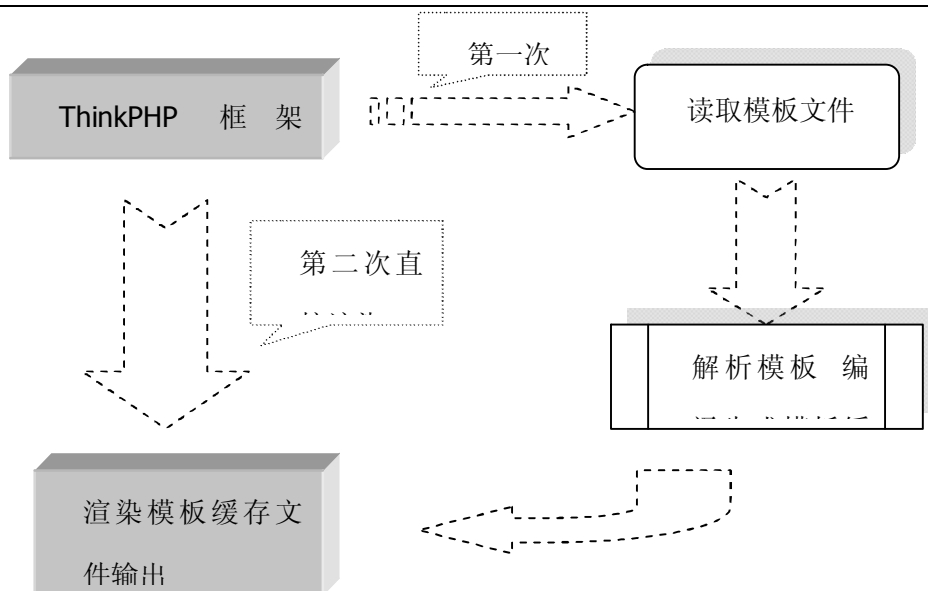 第一次
ThinkPHP 框 架
读取模板文件
第二次直
解析模板 编
渲染模板缓存文
件输出